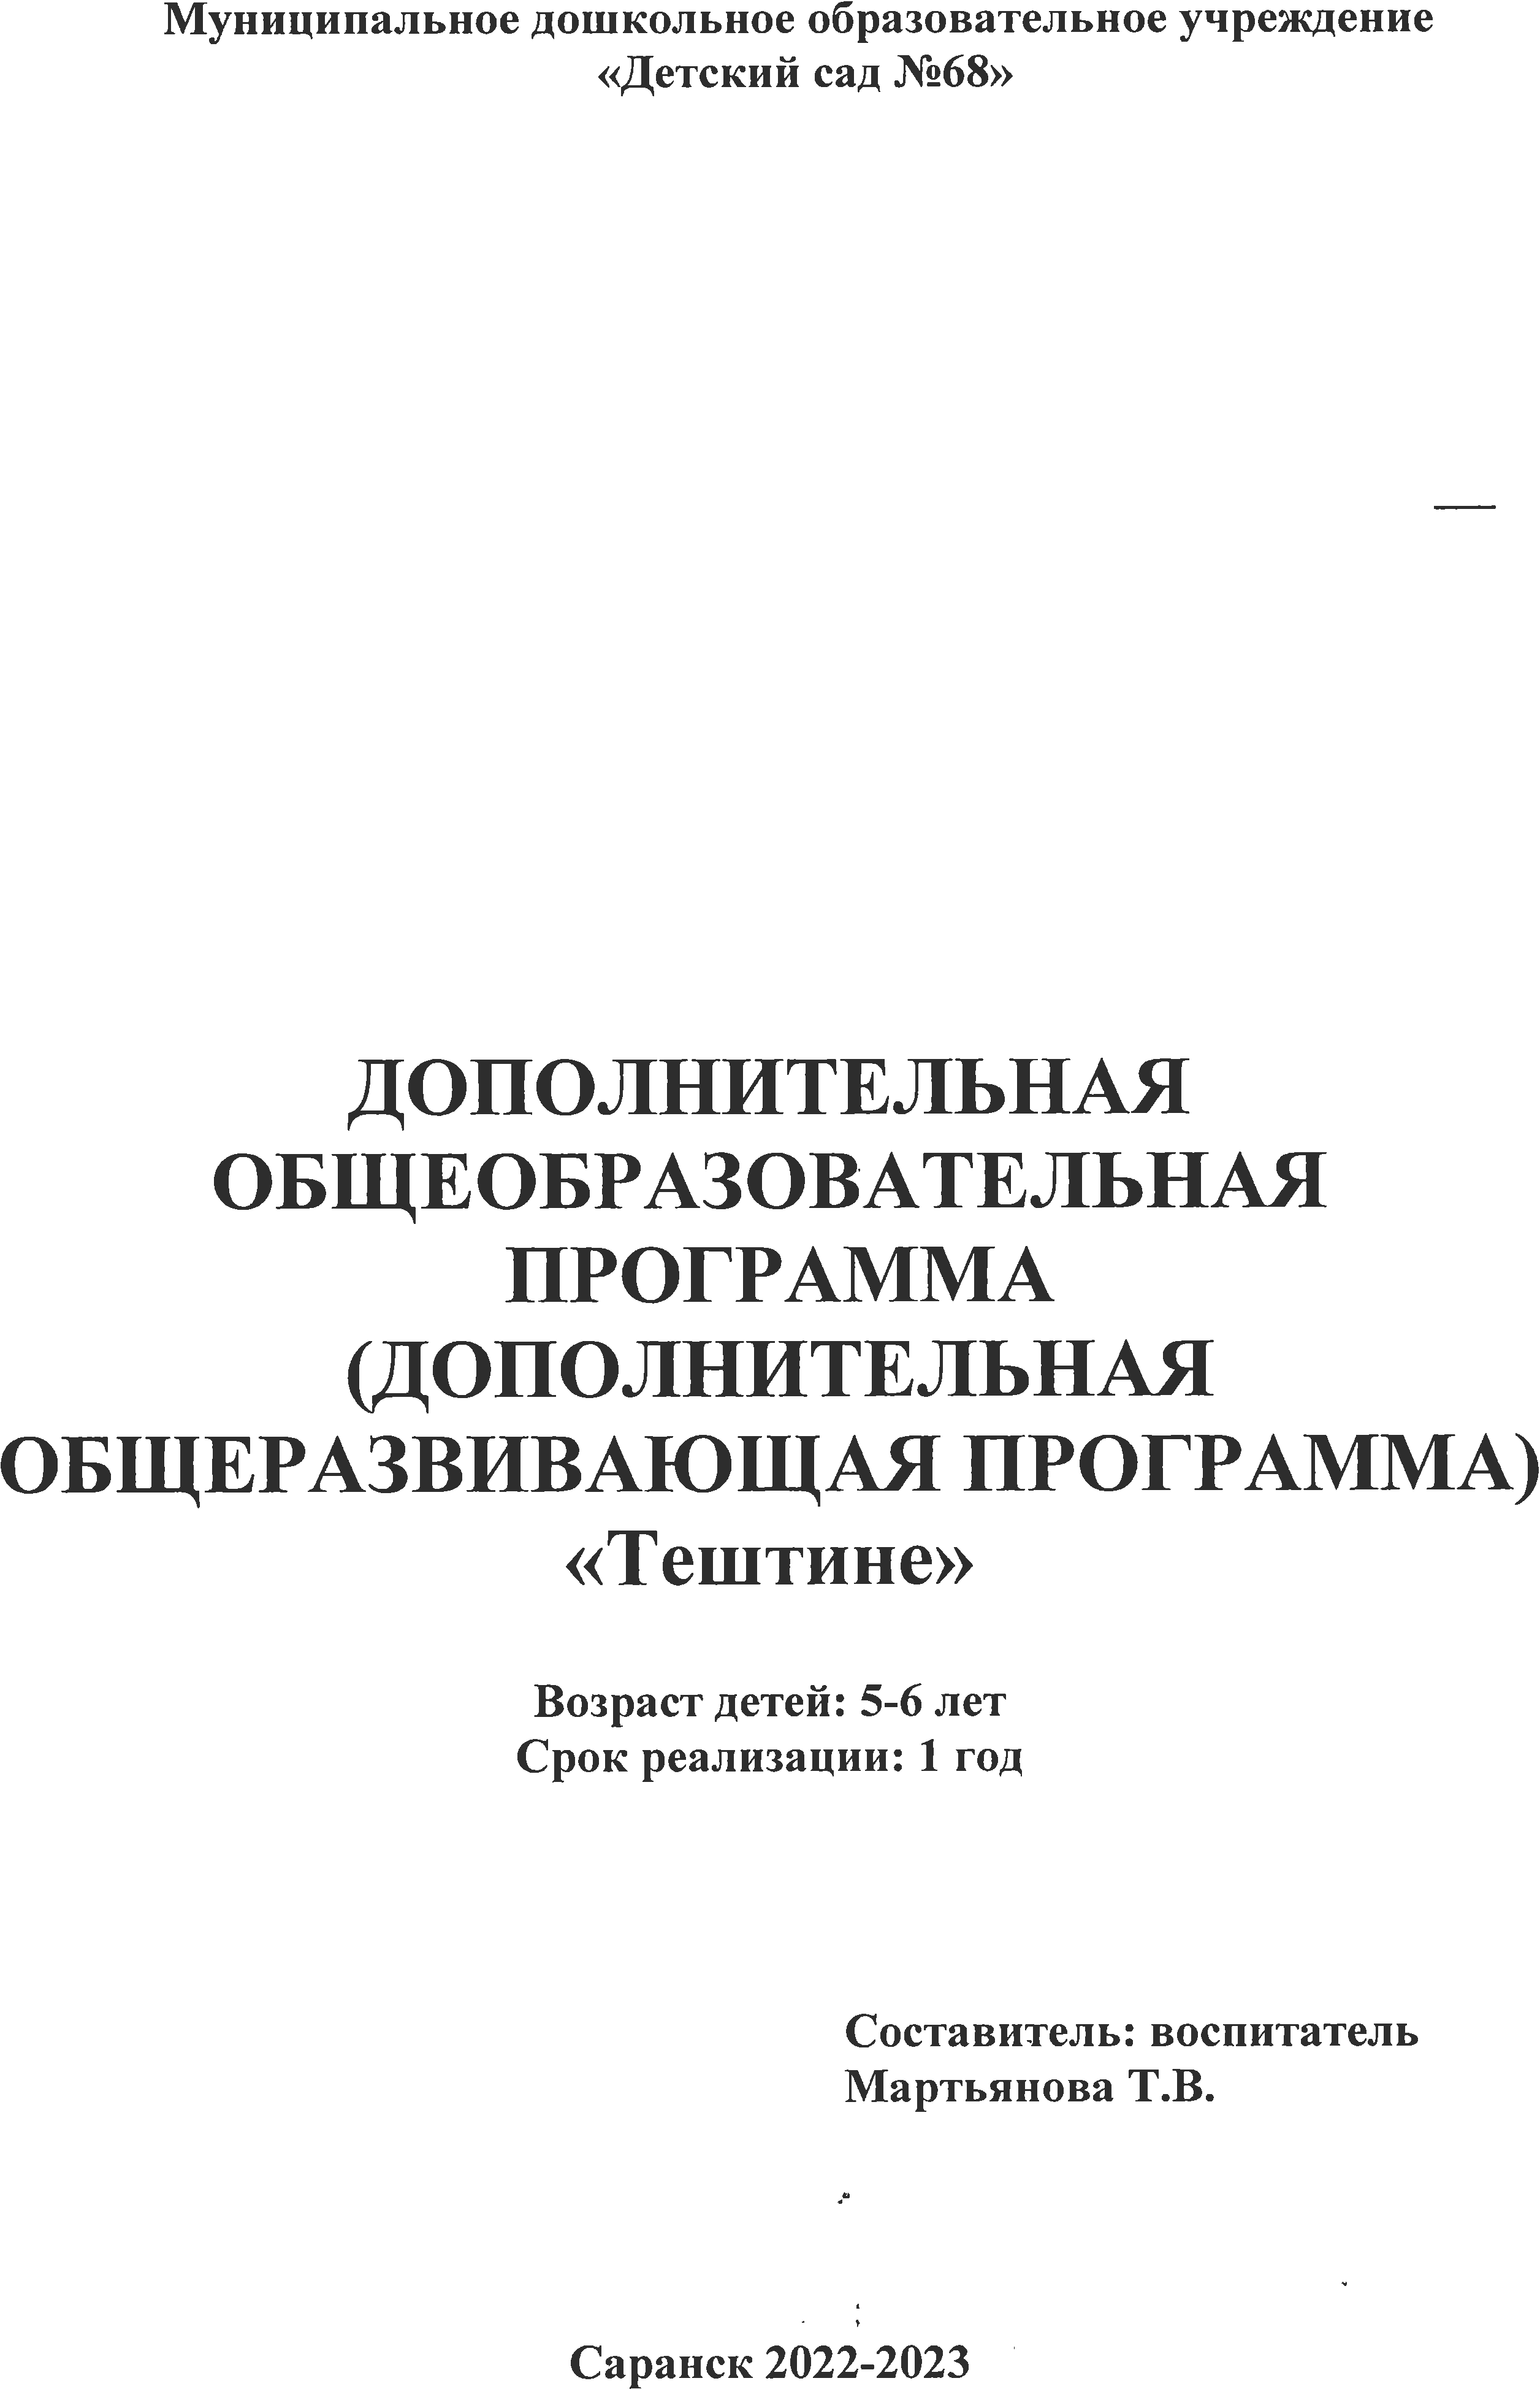 Муниципальное дошкольное образовательное учреждение
«Детский сад №68»
ДОПОЛНИТЕЛЬНАЯ
ОБЩЕОБРАЗОВАТЕЛЬНАЯ
ПРОГРАММА
(ДОПОЛНИТЕЛЬНАЯ
ОБЩЕРАЗВИВАЮЩАЯ ПРОГРАММА)
«Тештине»
Возраст детей: 5-6 лет
Срок реализации: 1 год
Составитель: воспитатель
Мартьянова Т.В.
Саранск 2022-2023